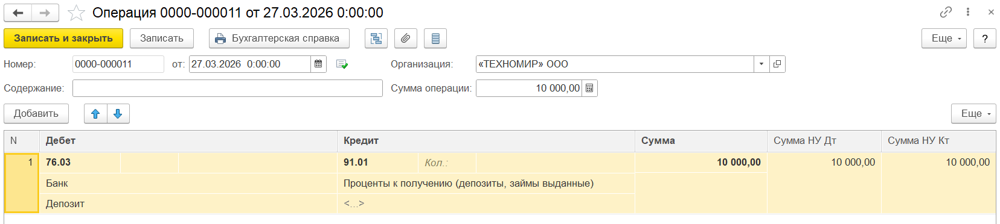 Операция 0000-000011 от 27.03.2026 0:00:00
Записать и закрыть Записать Бухгалтерская справка Еще ?
Номер: 0000-000011 от: 27.03.2026 0:00:00 Организация: «ТЕХНОМИР» ООО
Содержание: Сумма операции: 10 000,00
Добавить Еще
N Дебет Кредит Сумма Сумма НУ Дт Сумма НУ Кт
1 76.03 91.01 Кол.: 10 000,00 10 000,00 10 000,00
Банк Проценты к получению (депозиты, займы выданные)
Депозит <...>